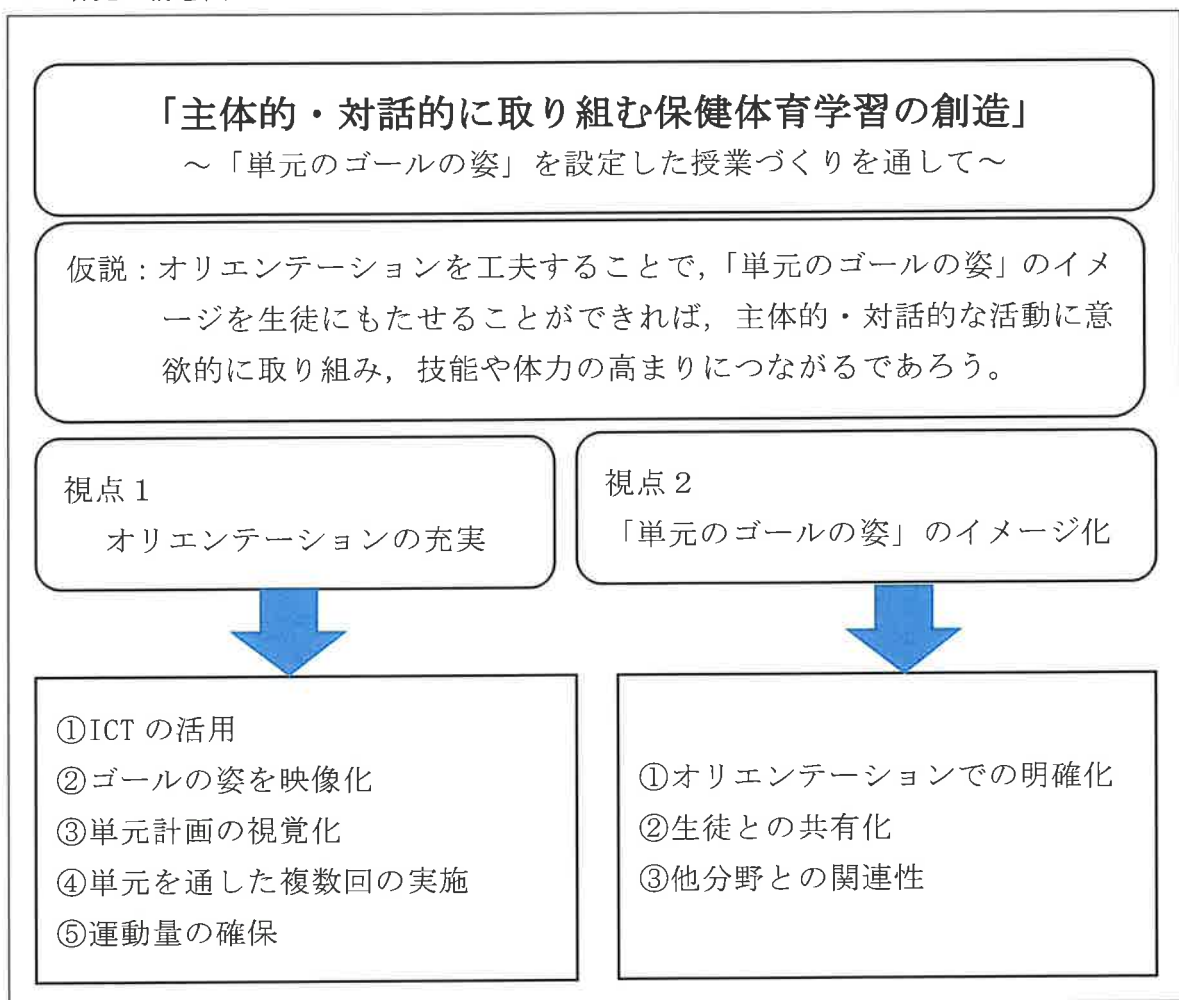 「主体的・対話的に取り組む保健体育学習の創造」
～「単元のゴールの姿」を設定した授業づくりを通して～
仮説：オリエンテーションを工夫することで，「単元のゴールの姿」のイメ
ージを生徒にもたせることができれば，主体的・対話的な活動に意
欲的に取り組み，技能や体力の高まりにつながるであろう。
視点１
オリエンテーションの充実
視点２
「単元のゴールの姿」のイメージ化
①ICT の活用
②ゴールの姿を映像化
③単元計画の視覚化
④単元を通した複数回の実施
⑤運動量の確保
①オリエンテーションでの明確化
②生徒との共有化
③他分野との関連性